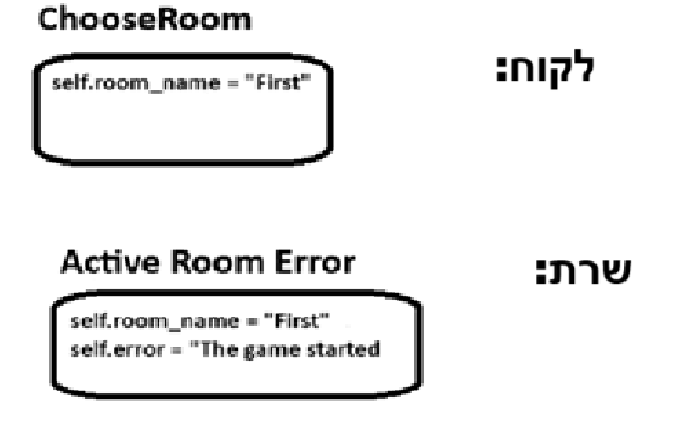 ChooseRoom
לקוח:
self.room_name = "First"
Active Room Error
שרת:
self.room_name = "First"
self.error = "The game started